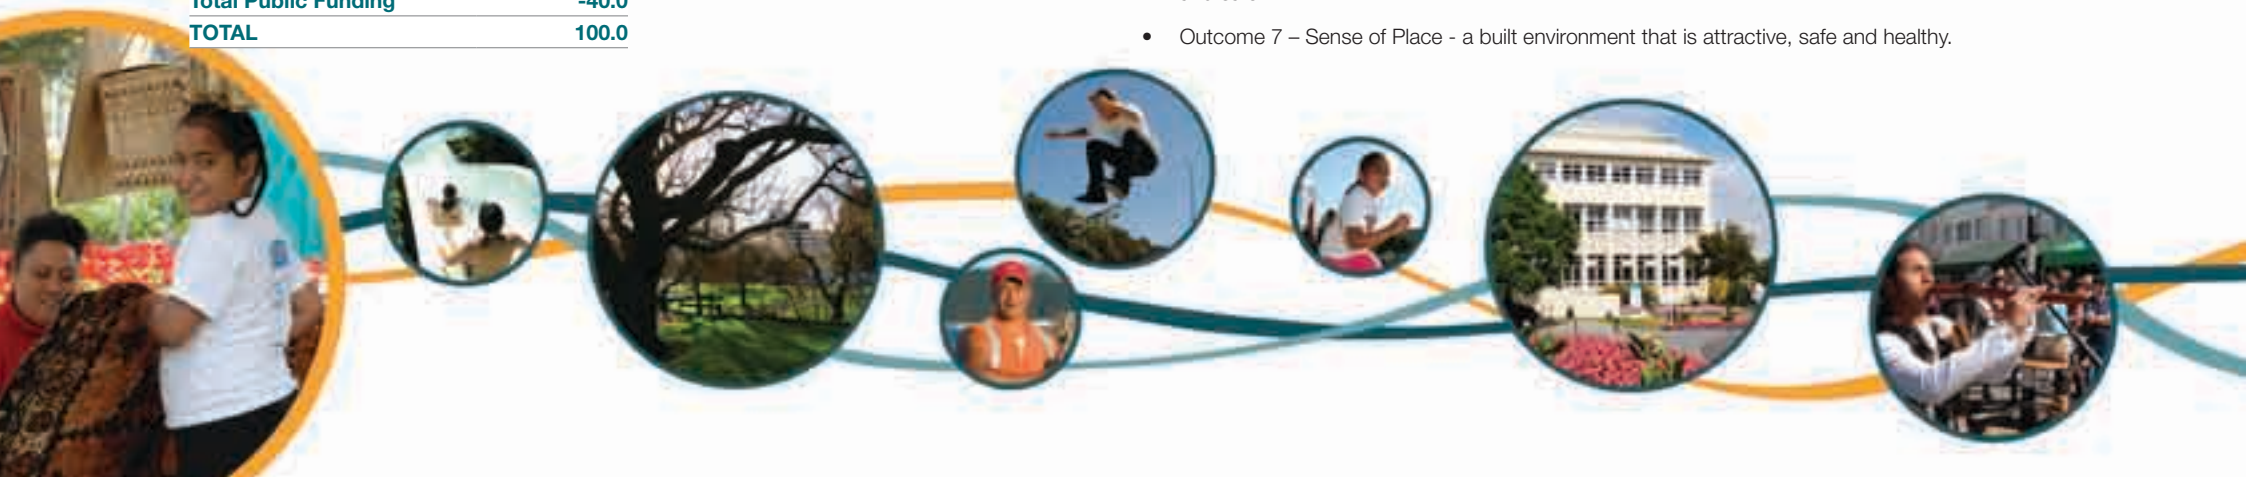 Total Public Funding -40.0
TOTAL 100.0
• Outcome 7 – Sense of Place - a built environment that is attractive, safe and healthy.